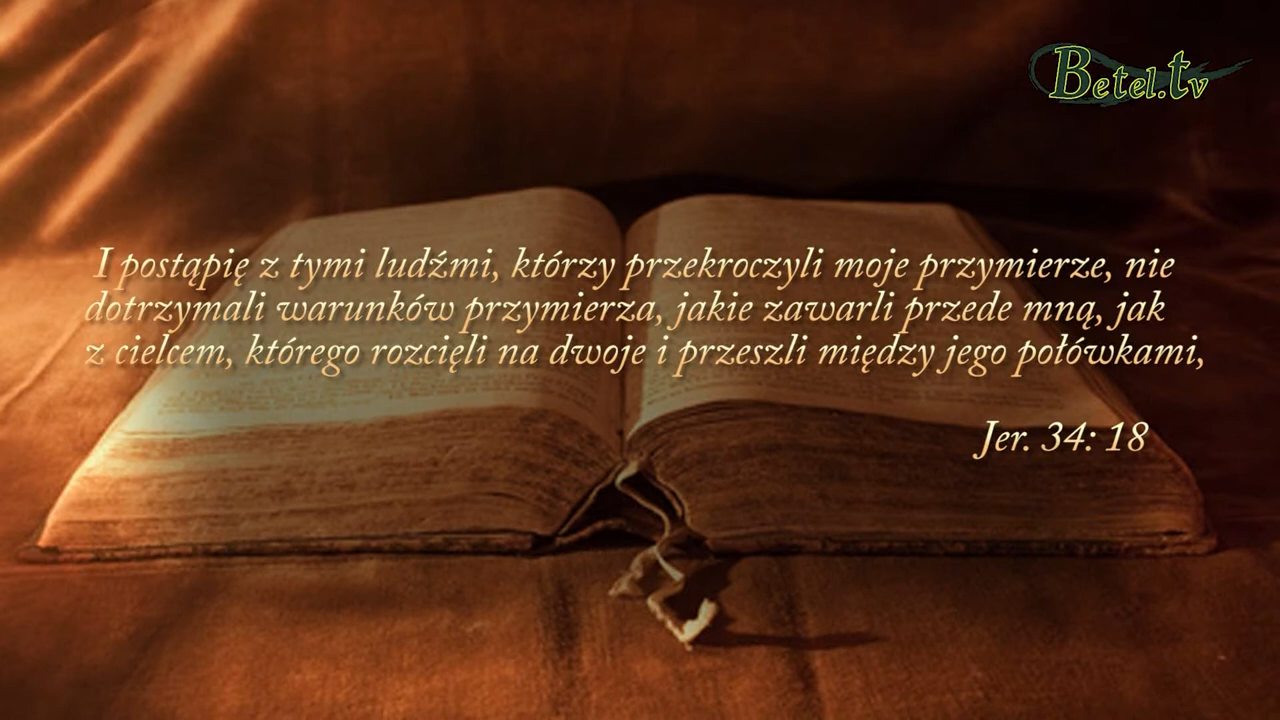 Betel.tv
I postąpię z tymi ludźmi, którzy przekroczyli moje przymierze, nie
dotrzymali warunków przymierza, jakie zawarli przede mną, jak
z cielcem, którego rozcięli na dwoje i przeszli między jego połówkami,
Jer. 34: 18